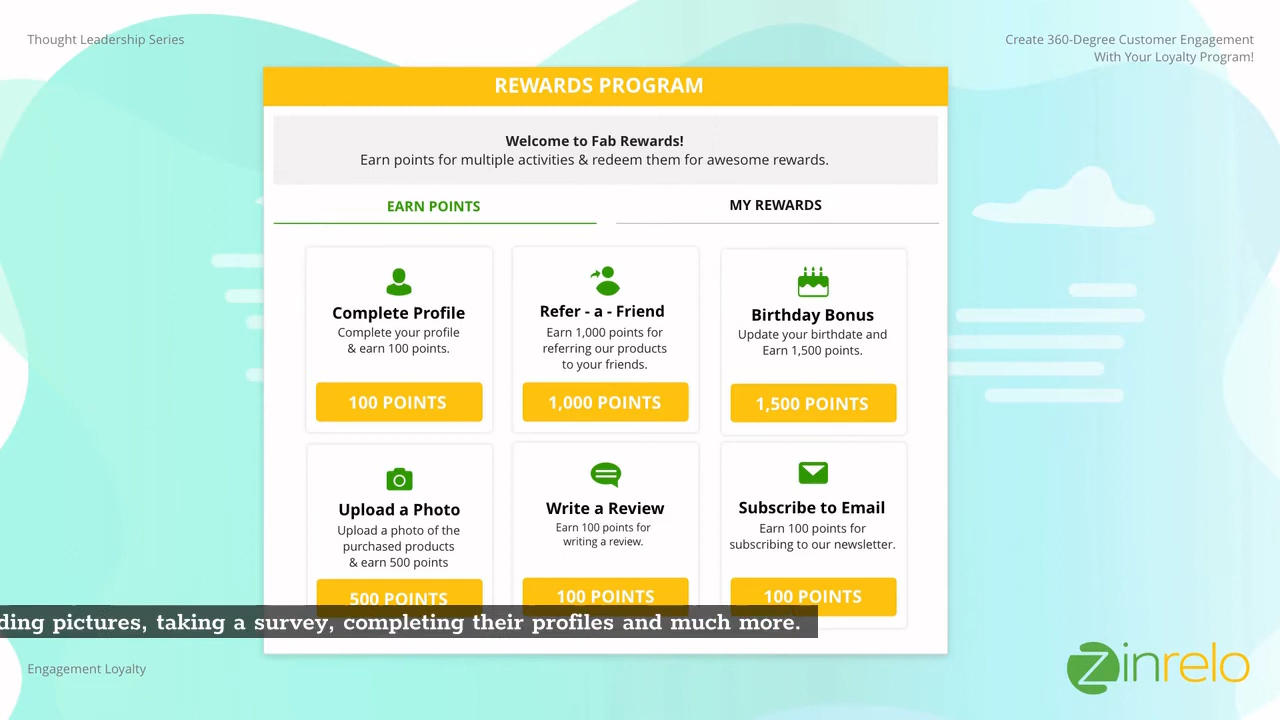 Thought Leadership Series
Create 360-Degree Customer Engagement
With Your Loyalty Program!
REWARDS PROGRAM
Welcome to Fab Rewards!
Earn points for multiple activities & redeem them for awesome rewards.
EARN POINTS
MY REWARDS
Complete Profile
Complete your profile
& earn 100 points.
100 POINTS
Refer - a - Friend
Earn 1,000 points for
referring our products
to your friends.
1,000 POINTS
Birthday Bonus
Update your birthdate and
Earn 1,500 points.
1,500 POINTS
Upload a Photo
Upload a photo of the
purchased products
& earn 500 points
500 POINTS
Write a Review
Earn 100 points for
writing a review.
100 POINTS
Subscribe to Email
Earn 100 points for
subscribing to our newsletter.
100 POINTS
pictures, taking a survey, completing their profiles and much more.
Engagement Loyalty
zinrelo